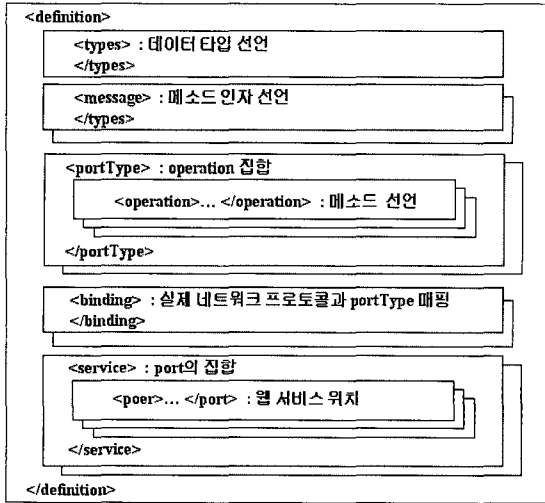 <definition>
<types> : 데이터 타입 선언
</types>
<message> : 메소드 인자 선언
</types>
<portType> : operation 집합
<operation>... </operation> : 메소드 선언
</portType>
<binding> : 실제 네트워크 프로토콜과 portType 매핑
</binding>
<service> : port의 집합
<poer>... </port> : 웹 서비스 위치
</service>
</definition>